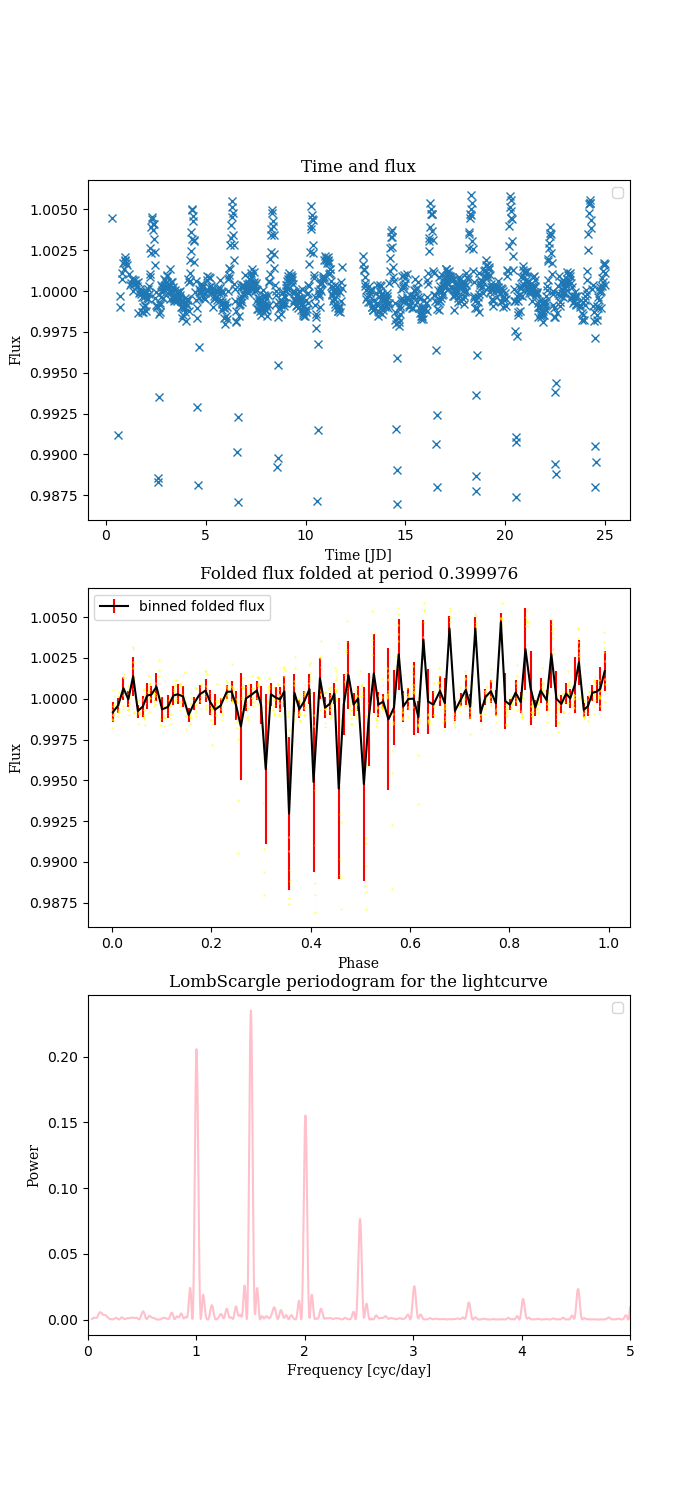 Time and flux
1.0050
1.0025
1.0000
0.9975
0.9950
0.9925
0.9900
0.9875
Flux
0 5 10 15 20 25
Time [JD]
Folded flux folded at period 0.399976
binned folded flux
1.0050
1.0025
1.0000
0.9975
0.9950
0.9925
0.9900
0.9875
Flux
0.0 0.2 0.4 0.6 0.8 1.0
Phase
LombScargle periodogram for the lightcurve
0.20
0.15
0.10
0.05
0.00
Power
0 1 2 3 4 5
Frequency [cyc/day]